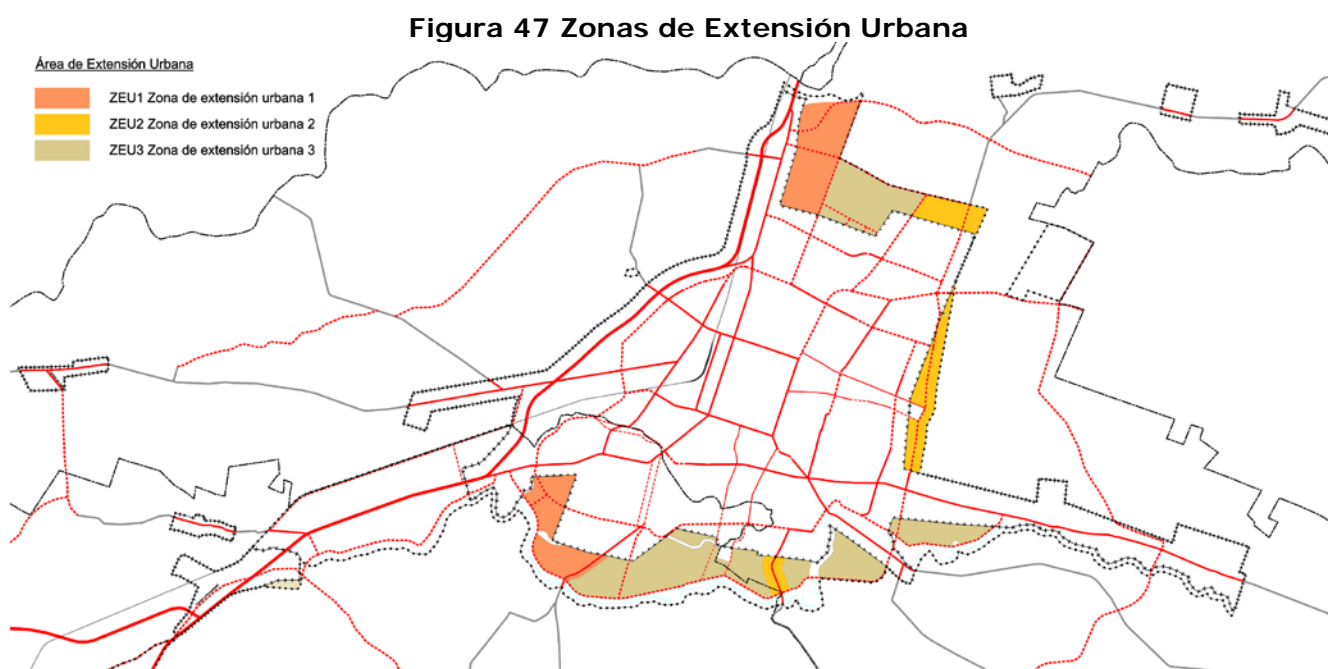 Figura 47 Zonas de Extensión Urbana
Área de Extensión Urbana
ZEU1 Zona de extensión urbana 1
ZEU2 Zona de extensión urbana 2
ZEU3 Zona de extensión urbana 3